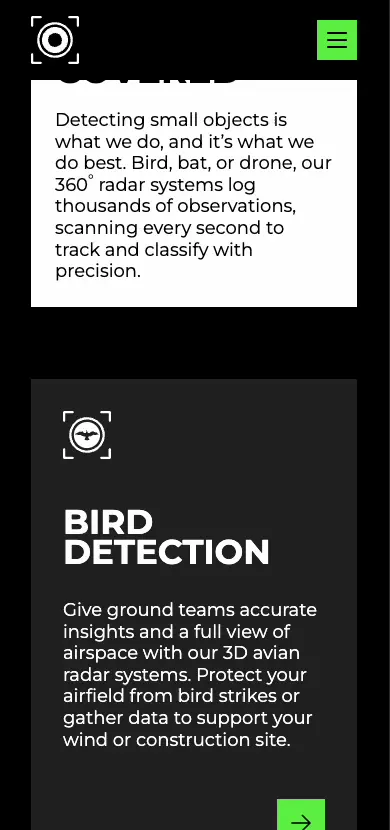 COVERED
Detecting small objects is
what we do, and it’s what we
do best. Bird, bat, or drone, our
360° radar systems log
thousands of observations,
scanning every second to
track and classify with
precision.
BIRD
DETECTION
Give ground teams accurate
insights and a full view of
airspace with our 3D avian
radar systems. Protect your
airfield from bird strikes or
gather data to support your
wind or construction site.